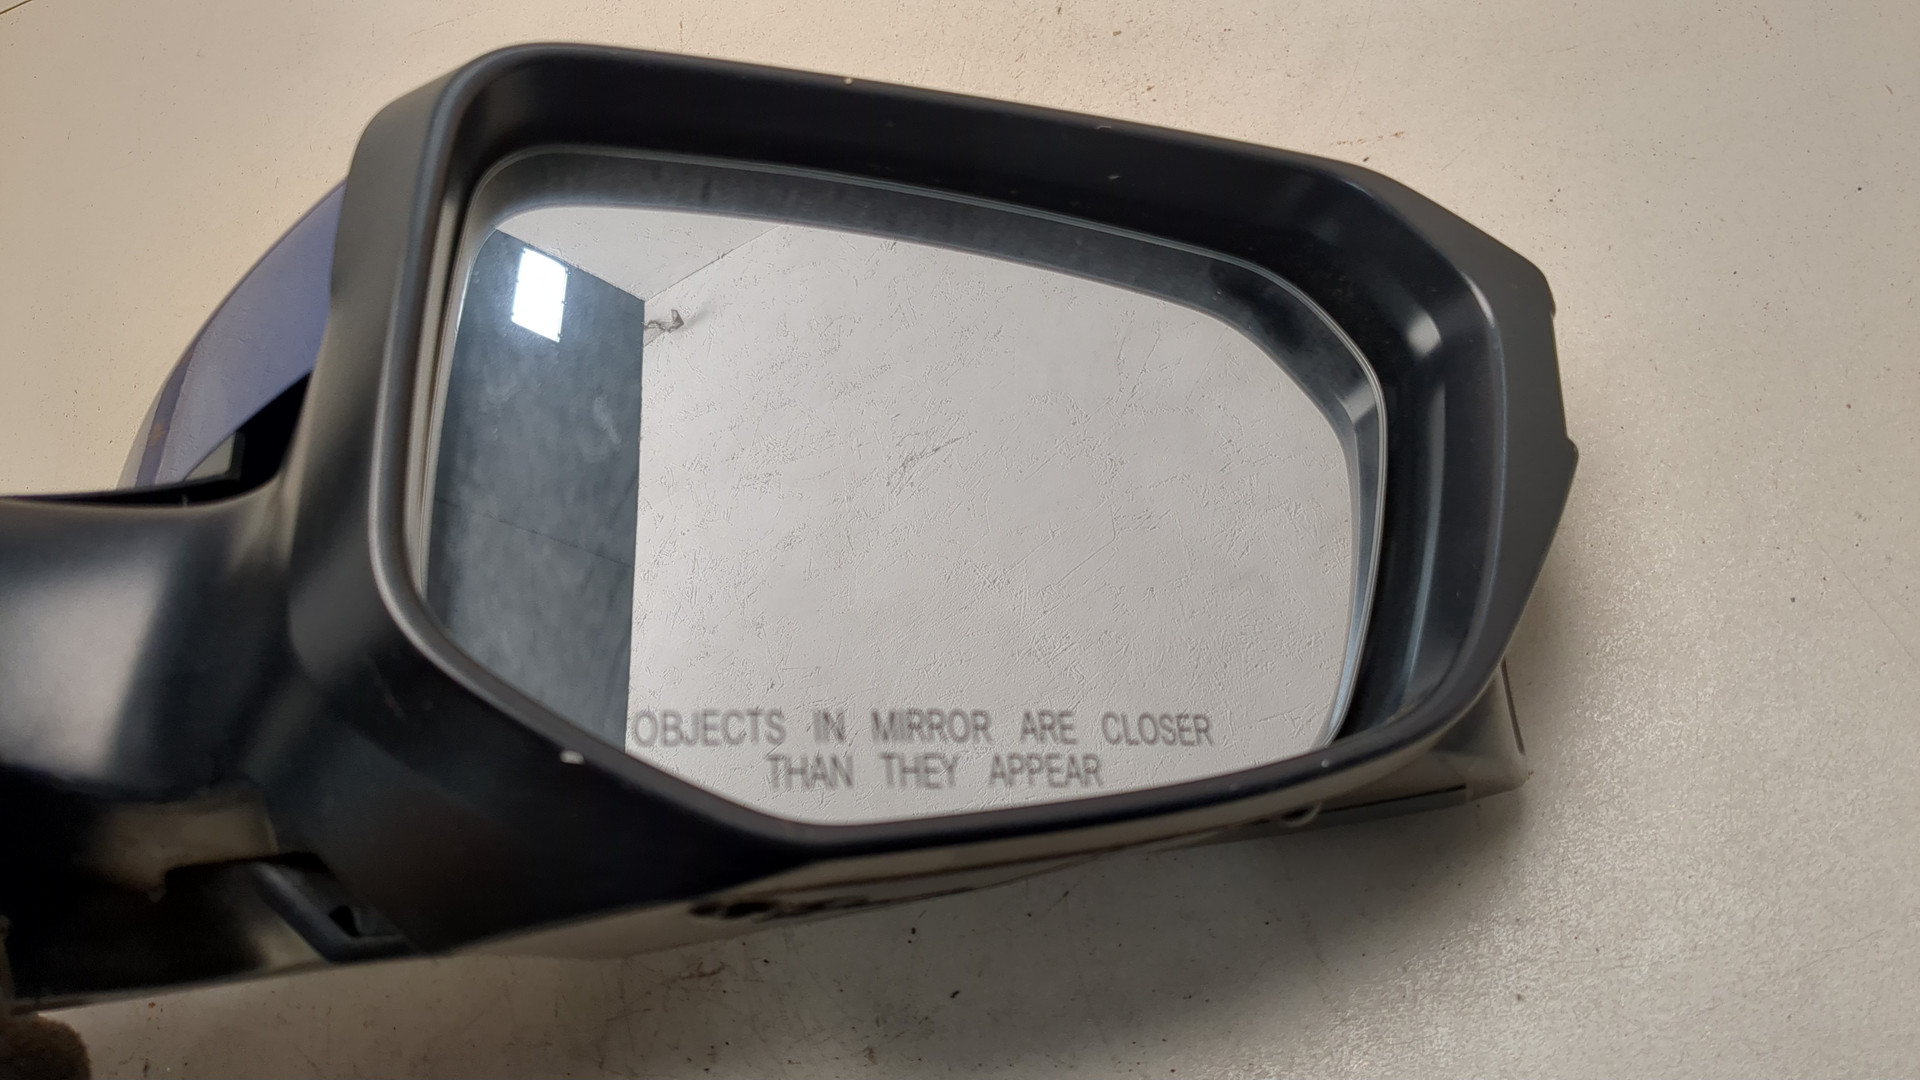 OBJECTS IN MIRROR ARE CLOSER
THAN THEY APPEAR